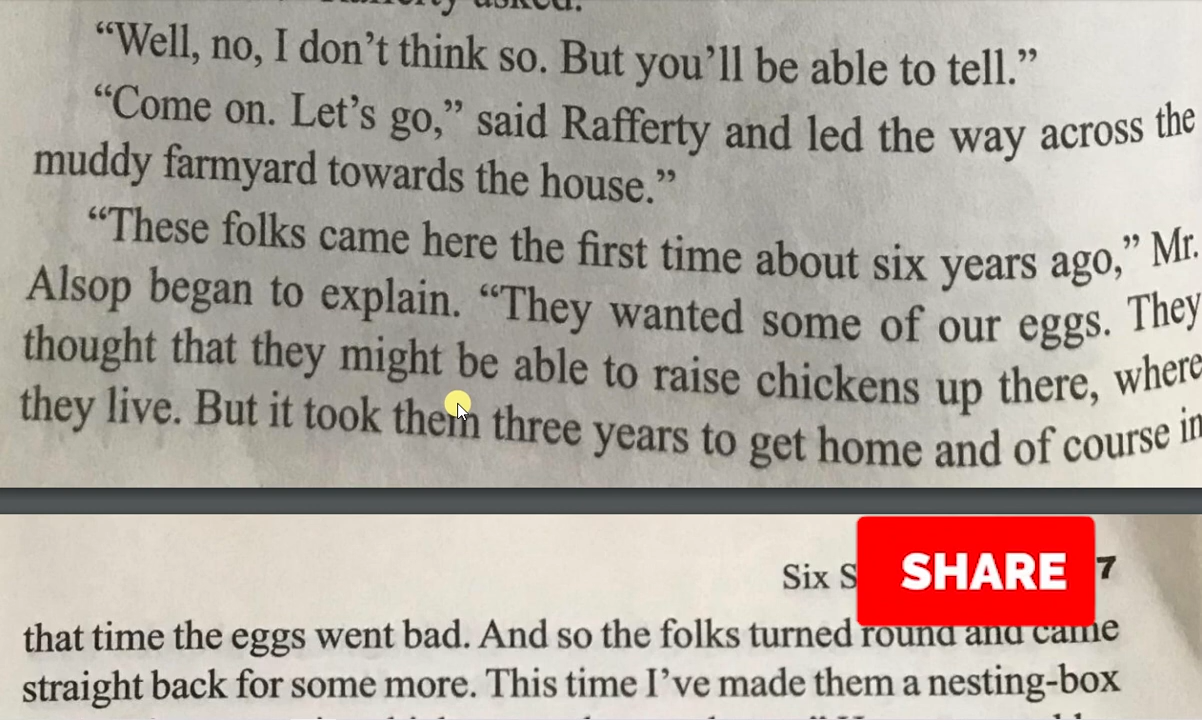 asked.
“Well, no, I don’t think so. But you’ll be able to tell.”
“Come on. Let’s go,” said Rafferty and led the way across the
muddy farmyard towards the house.”
“These folks came here the first time about six years ago,” Mr.
Alsop began to explain. “They wanted some of our eggs. They
thought that they might be able to raise chickens up there, where
they live. But it took them three years to get home and of course in
Six S
SHARE
7
that time the eggs went bad. And so the folks turned round and came
straight back for some more. This time I’ve made them a nesting-box